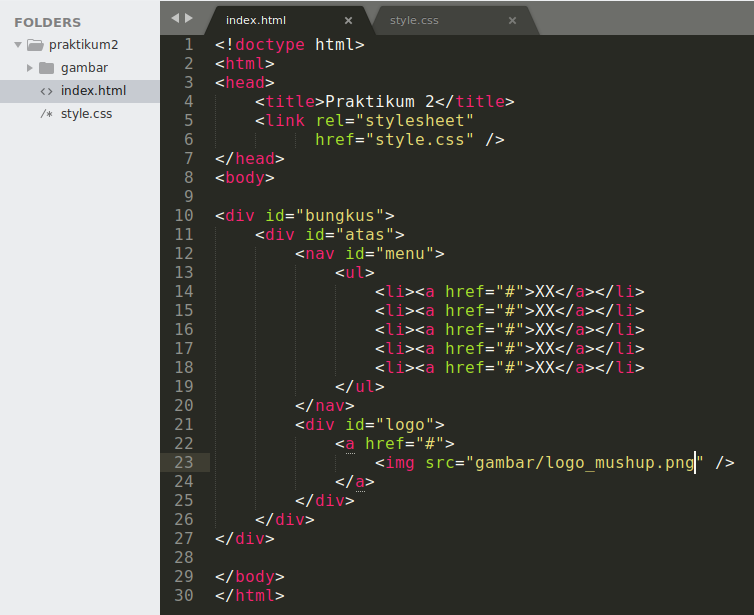 FOLDERS
praktikum2
gambar
index.html
/* style.css
index.html ×
style.css ×
1 <!doctype html>
2 <html>
3 <head>
4     <title>Praktikum 2</title>
5     <link rel="stylesheet"
6           href="style.css" />
7 </head>
8 <body>
9
10 <div id="bungkus">
11     <div id="atas">
12         <nav id="menu">
13             <ul>
14                 <li><a href="#">XX</a></li>
15                 <li><a href="#">XX</a></li>
16                 <li><a href="#">XX</a></li>
17                 <li><a href="#">XX</a></li>
18                 <li><a href="#">XX</a></li>
19             </ul>
20         </nav>
21         <div id="logo">
22             <a href="#">
23                 <img src="gambar/logo_mushup.png" />
24             </a>
25         </div>
26     </div>
27 </div>
28
29 </body>
30 </html>